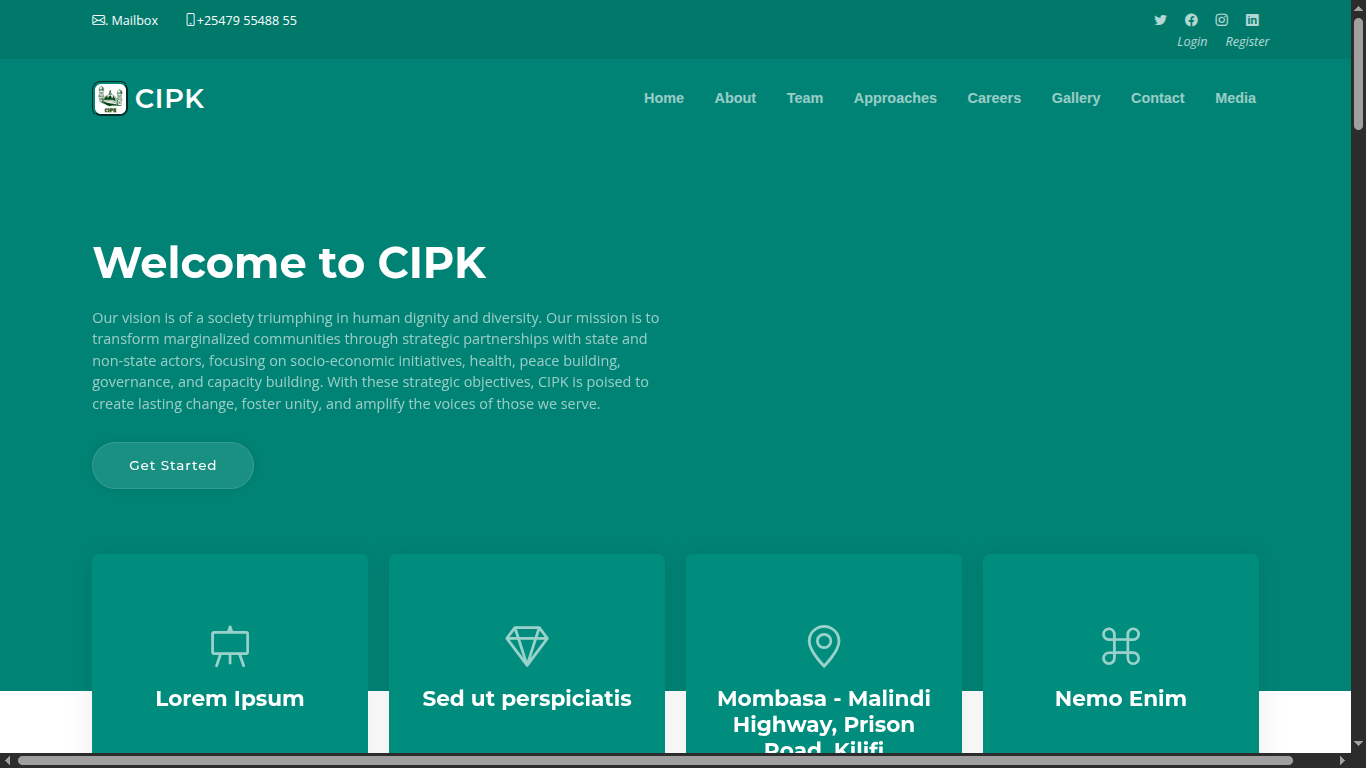 . Mailbox
+25479 55488 55
Login Register
CIPK
CIPK
Home About Team Approaches Careers Gallery Contact Media
Welcome to CIPK
Our vision is of a society triumphing in human dignity and diversity. Our mission is to
transform marginalized communities through strategic partnerships with state and
non-state actors, focusing on socio-economic initiatives, health, peace building,
governance, and capacity building. With these strategic objectives, CIPK is poised to
create lasting change, foster unity, and amplify the voices of those we serve.
Get Started
Lorem Ipsum
Sed ut perspiciatis
Mombasa - Malindi
Highway, Prison
Road, Kilifi
Nemo Enim